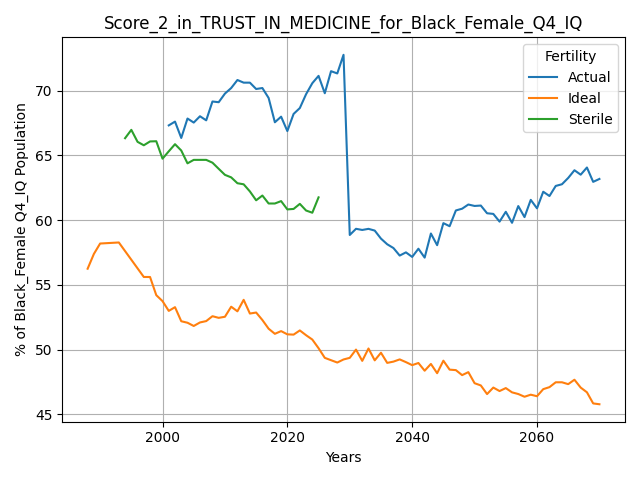 Score_2_in_TRUST_IN_MEDICINE_for_Black_Female_Q4_IQ
% of Black_Female Q4_IQ Population
70
65
60
55
50
45
Fertility
Actual
Ideal
Sterile
2000 2020 2040 2060
Years